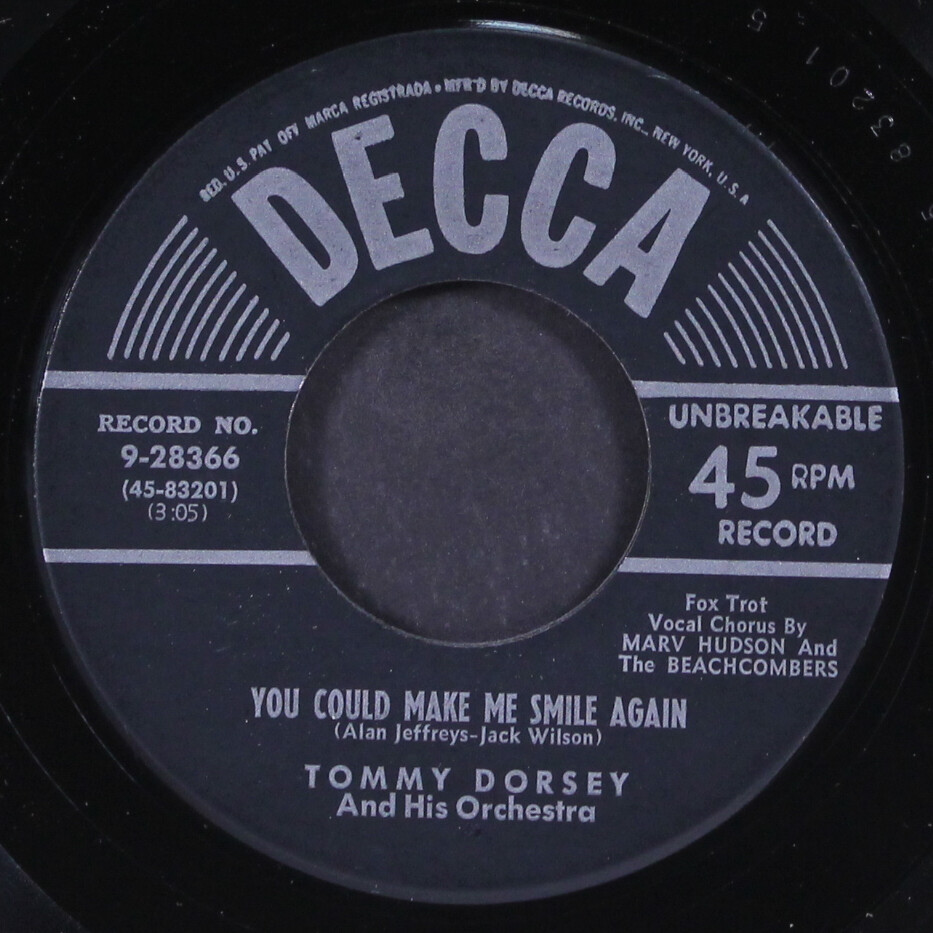 REG. U.S. PAT OFF MARCA REGISTRADA • MFR'D BY DECCA RECORDS, INC., NEW YORK, U.S.A
DECCA
RECORD NO.
9-28366
(45-83201)
(3:05)
UNBREAKABLE
45 RPM
RECORD
Fox Trot
Vocal Chorus By
MARV HUDSON And
The BEACHCOMBERS
YOU COULD MAKE ME SMILE AGAIN
(Alan Jeffreys-Jack Wilson)
TOMMY DORSEY
And His Orchestra
83201 - 5